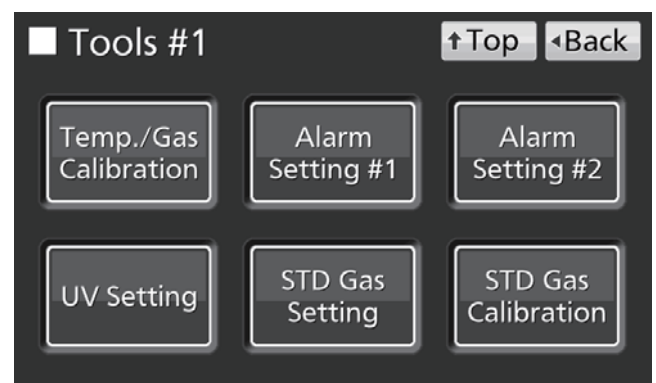 Tools #1
↑Top
◂Back
Temp./Gas
Calibration
Alarm
Setting #1
Alarm
Setting #2
UV Setting
STD Gas
Setting
STD Gas
Calibration